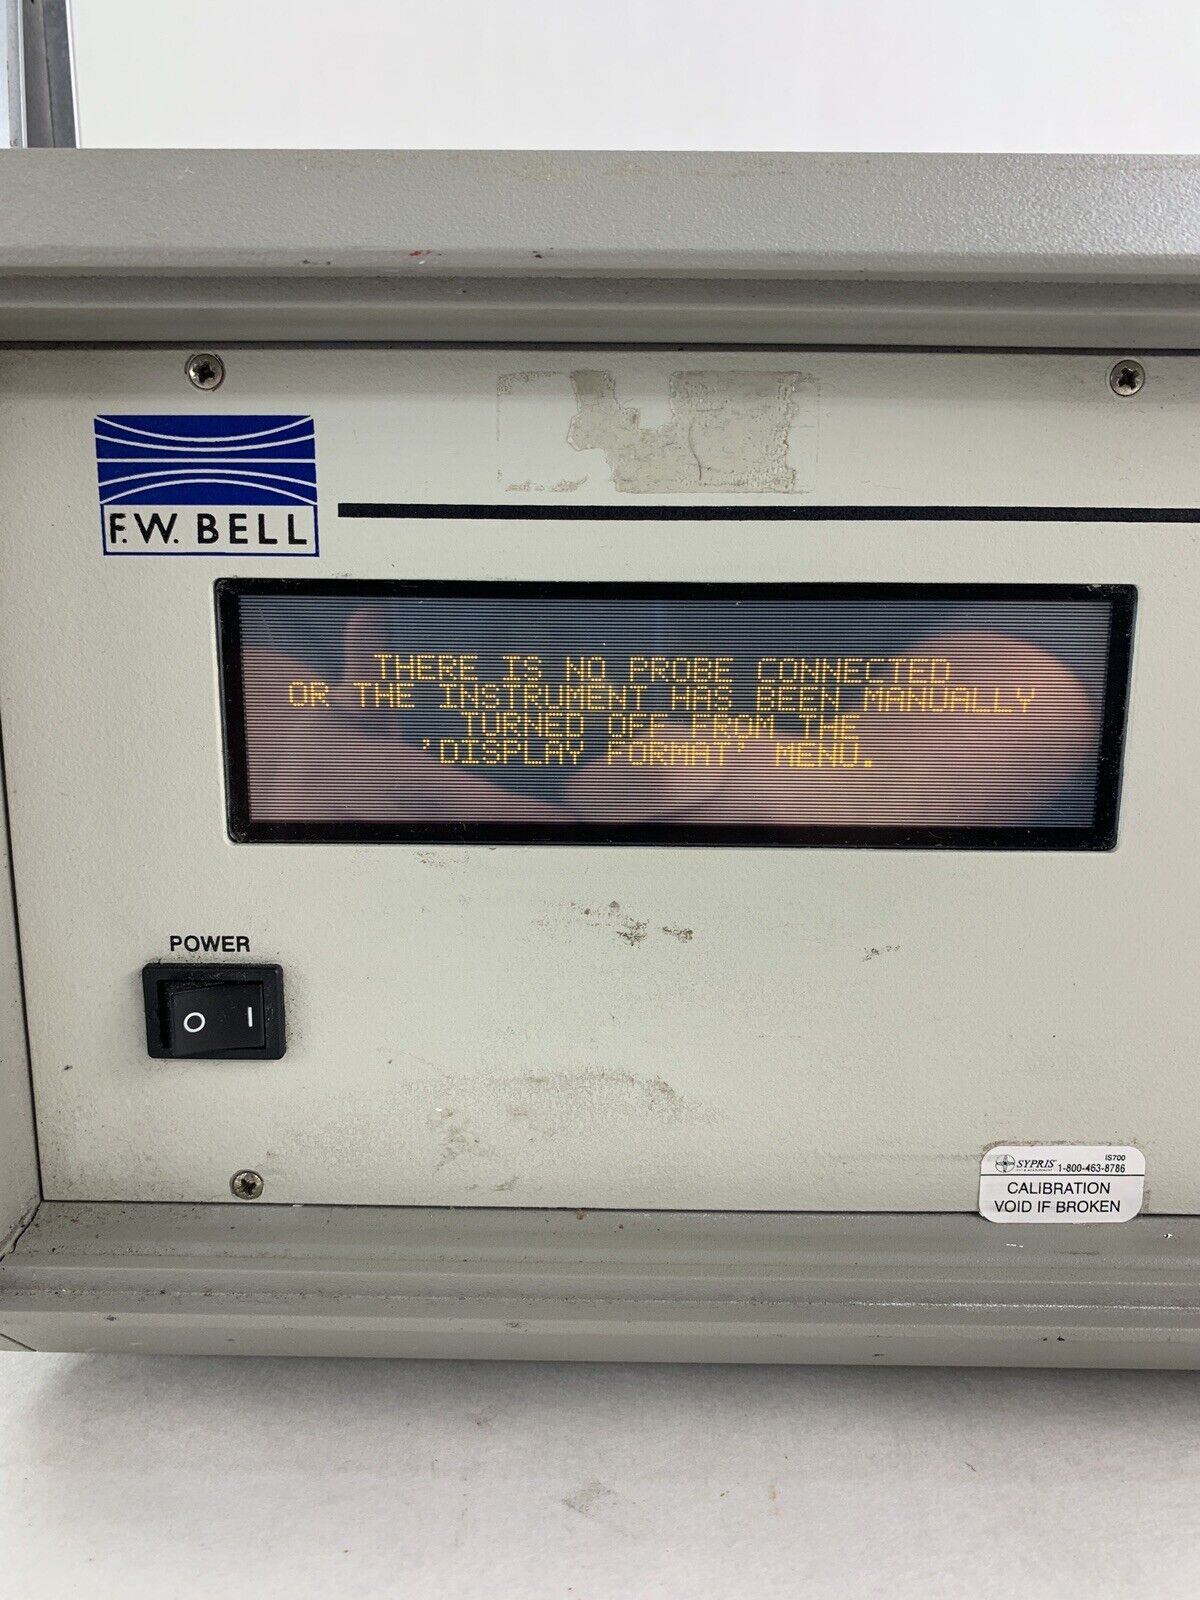 F.W. BELL
THERE IS NO PROBE CONNECTED
OR THE INSTRUMENT HAS BEEN MANUALLY
TURNED OFF FROM THE
'DISPLAY FORMAT' MENU.
POWER
O I
IS700
SYPRIS 1-800-463-8786
CALIBRATION
VOID IF BROKEN